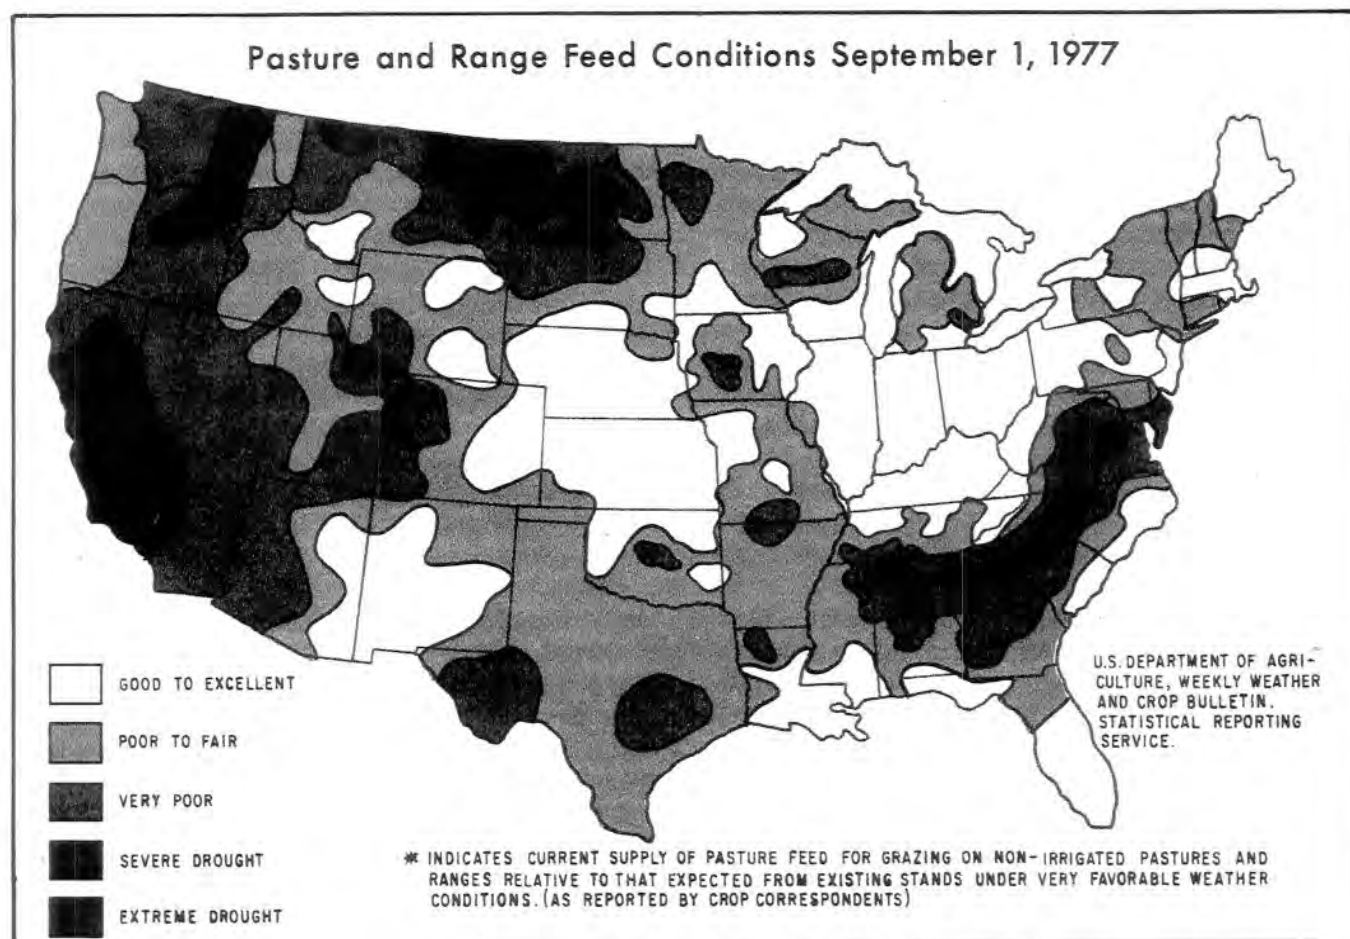 Pasture and Range Feed Conditions September 1, 1977
GOOD TO EXCELLENT
POOR TO FAIR
VERY POOR
SEVERE DROUGHT
EXTREME DROUGHT
U.S. DEPARTMENT OF AGRI-
CULTURE, WEEKLY WEATHER
AND CROP BULLETIN.
STATISTICAL REPORTING
SERVICE.
* INDICATES CURRENT SUPPLY OF PASTURE FEED FOR GRAZING ON NON-IRRIGATED PASTURES AND
RANGES RELATIVE TO THAT EXPECTED FROM EXISTING STANDS UNDER VERY FAVORABLE WEATHER
CONDITIONS. (AS REPORTED BY CROP CORRESPONDENTS)